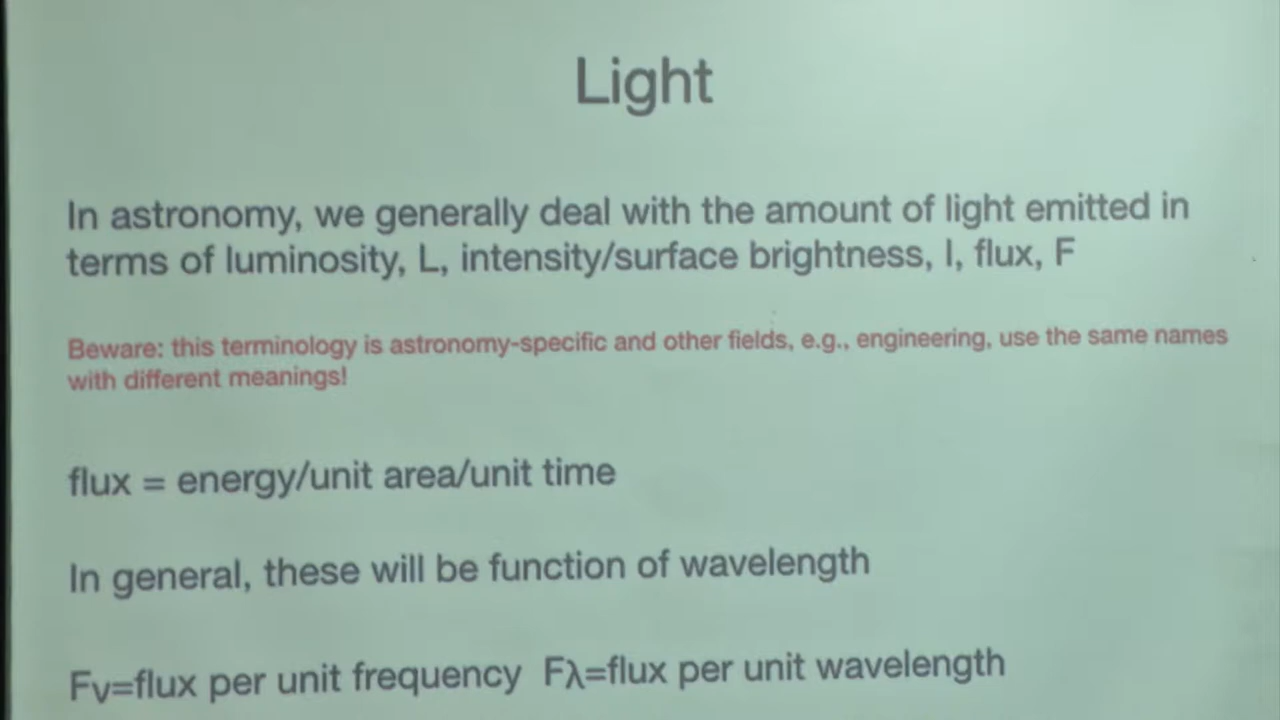 Light
In astronomy, we generally deal with the amount of light emitted in
terms of luminosity, L, intensity/surface brightness, I, flux, F
Beware: this terminology is astronomy-specific and other fields, e.g., engineering, use the same names
with different meanings!
flux = energy/unit area/unit time
In general, these will be function of wavelength
Fν=flux per unit frequency Fλ=flux per unit wavelength